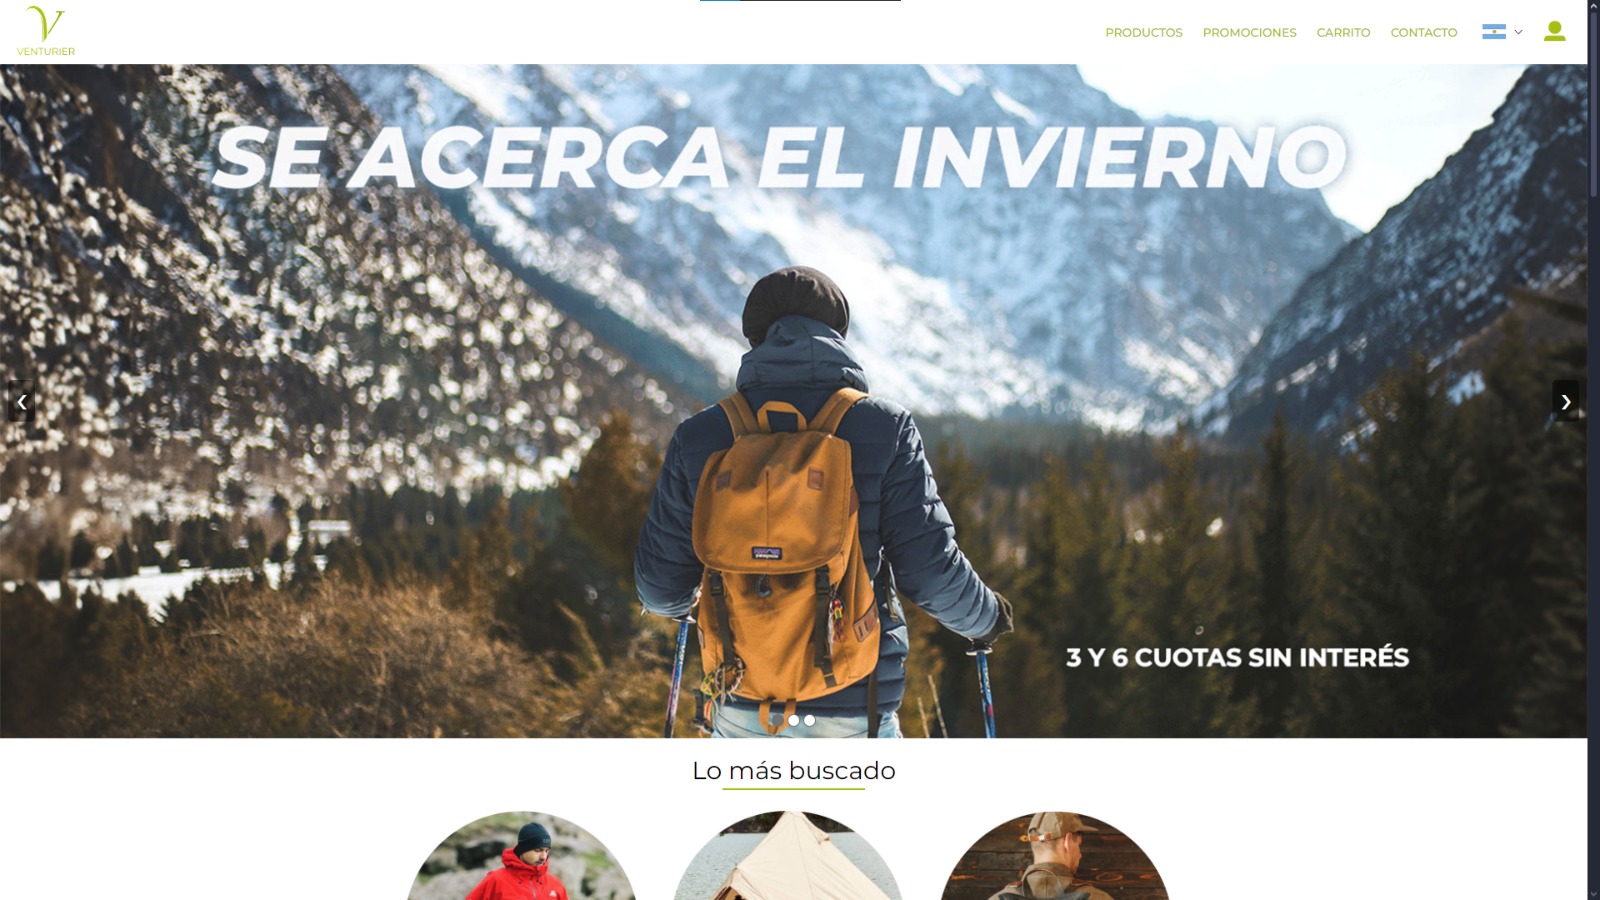 VENTURIER
PRODUCTOS PROMOCIONES CARRITO CONTACTO
SE ACERCA EL INVIERNO
patagonia
3 Y 6 CUOTAS SIN INTERÉS
Lo más buscado